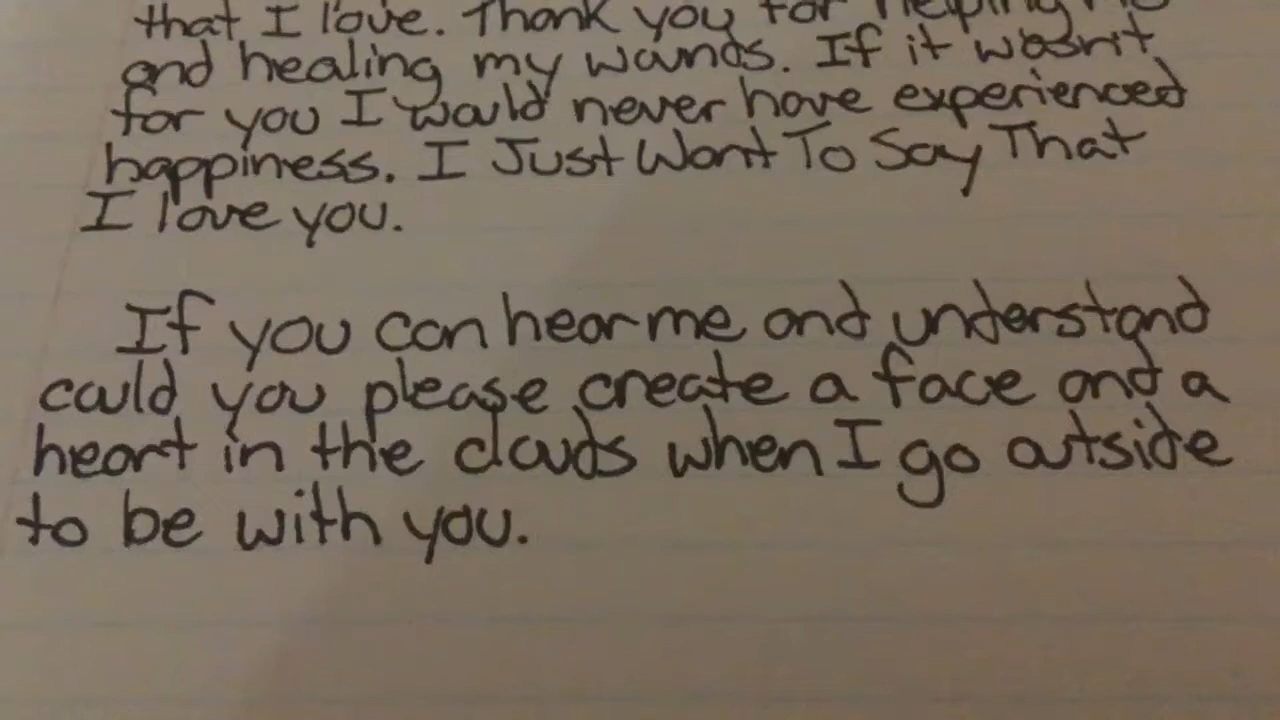 that I love. Thank you for helping me
and healing my wounds. If it wasn't
for you I would never have experienced
happiness. I Just Want To Say That
I love you.
If you can hear me and understand
could you please create a face and a
heart in the clouds when I go outside
to be with you.